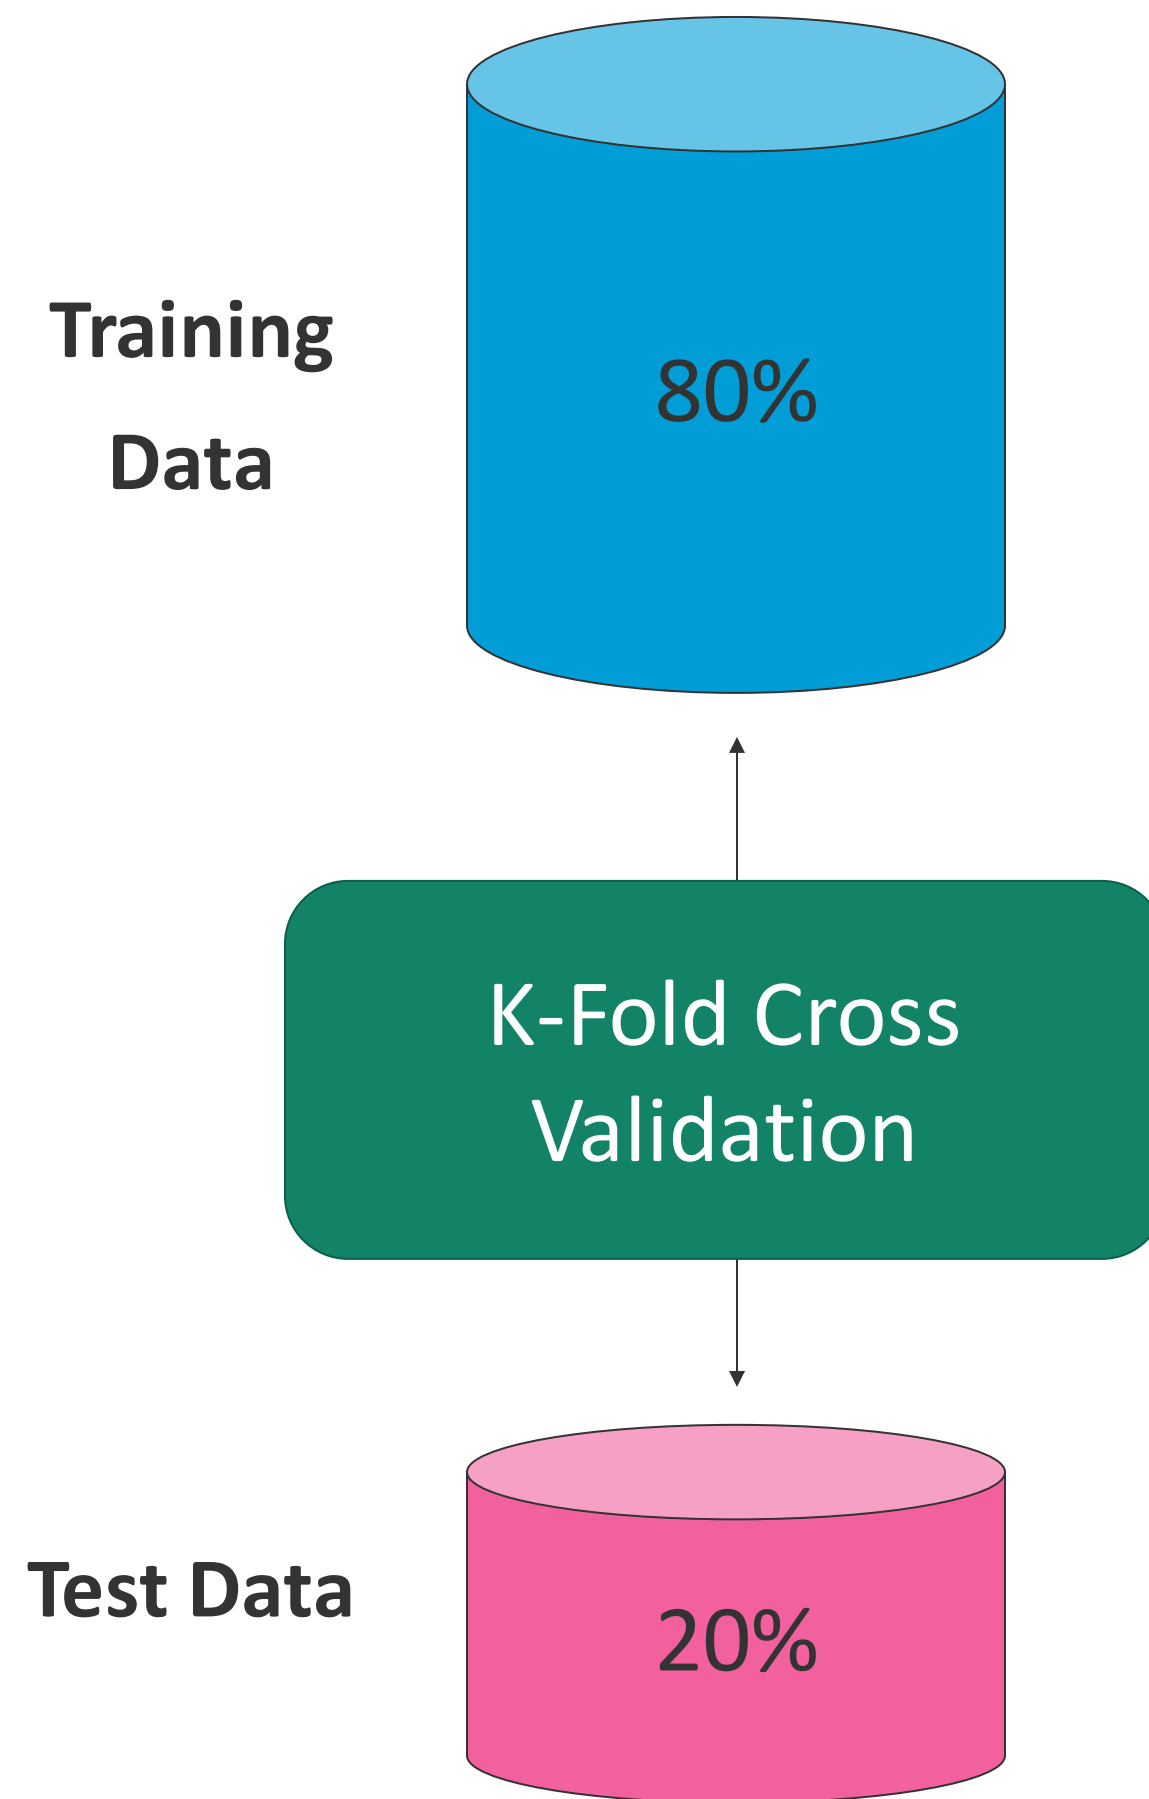 Training
Data
80%
K-Fold Cross
Validation
Test Data
20%